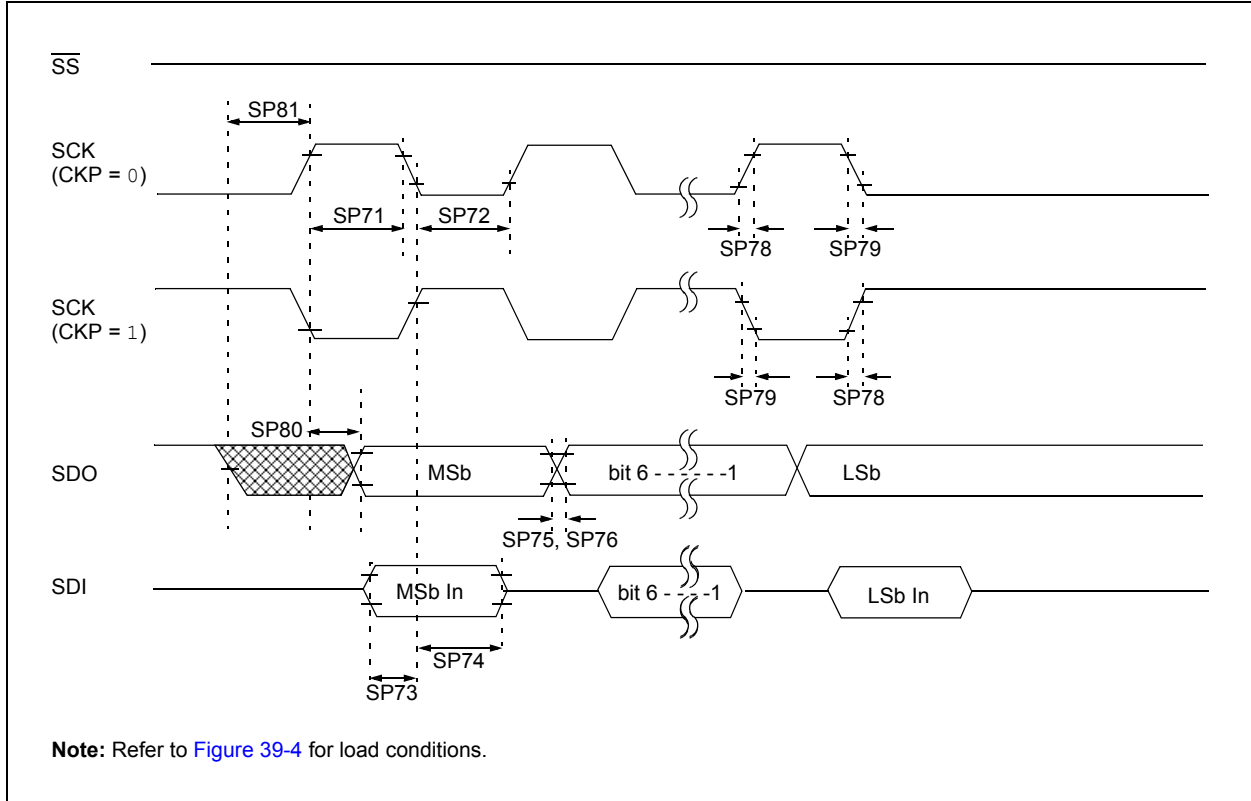 SS
SP81
SCK
(CKP = 0)
SP71
SP72
SP78
SP79
SCK
(CKP = 1)
SP79
SP78
SP80
SDO
MSb
bit 6 - - - - - -1
LSb
SP75, SP76
SDI
MSb In
bit 6 - - - -1
LSb In
SP74
SP73
Note: Refer to Figure 39-4 for load conditions.